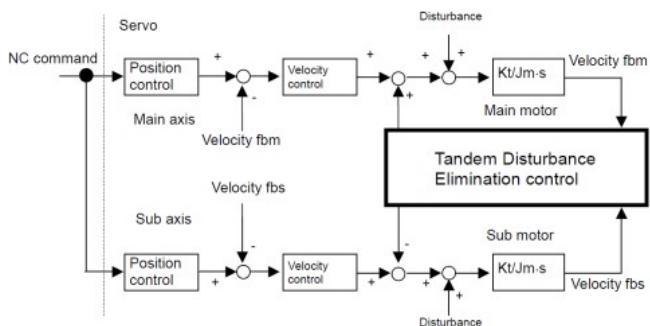 Servo
Disturbance
NC command
Position
control
+
-
Velocity
control
+
+
+
+
Kt/Jm·s
Velocity fbm
Main axis
Velocity fbm
Main motor
Velocity fbs
Tandem Disturbance
Elimination control
Sub axis
Sub motor
Position
control
+
-
Velocity
control
+
-
+
+
Kt/Jm·s
Velocity fbs
Disturbance